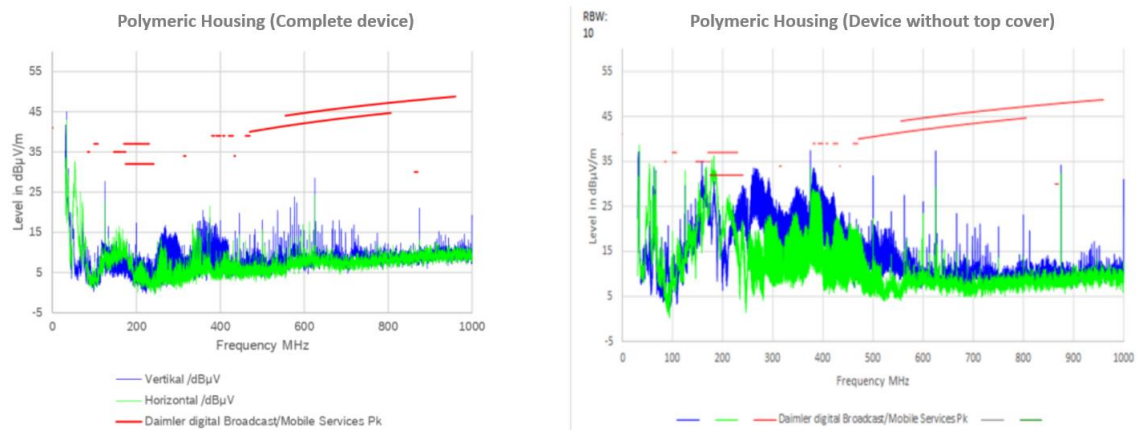 Polymeric Housing (Complete device)
55
45
35
25
15
5
-5
Level in dBµV/m
0 200 400 600 800 1000
Frequency MHz
Vertikal /dBµV
Horizontal /dBµV
Daimler digital Broadcast/Mobile Services Pk
RBW:
10
Polymeric Housing (Device without top cover)
55
45
35
25
15
5
-5
Level in dBµV/m
0 100 200 300 400 500 600 700 800 900 1000
Frequency MHz
Daimler digital Broadcast/Mobile Services Pk